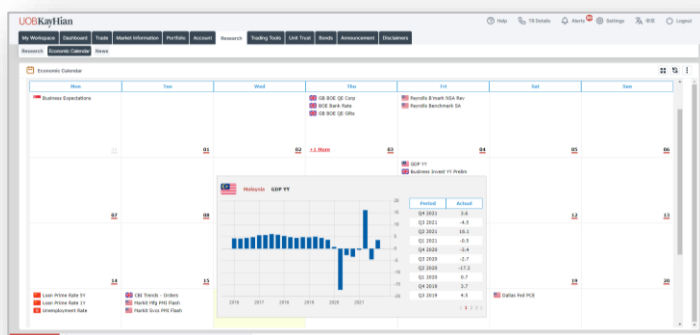 UOBKayHian
Help TR Details Alerts Settings 中文 Logout
My Workspace Dashboard Trade Market Information Portfolio Account Research Trading Tools Unit Trust Bonds Announcement Disclaimers
Research Economic Calendar News
Economic Calendar
Mon Tue Wed Thu Fri Sat Sun
Business Expectations
GB BOE QE Corp
BOE Bank Rate
GB BOE QE Gilts
Payrolls B'mark NSA Rev
Payrolls Benchmark SA
+1 More
01 02 03 04 05 06
GDP YY
Business Invest YY Prelim
07 08 12 13
Malaysia GDP YY
20
15
10
5
0
-5
-10
-15
-20
2016 2017 2018 2019 2020 2021
Period Actual
Q4 2021 3.6
Q3 2021 -4.5
Q2 2021 16.1
Q1 2021 -0.5
Q4 2020 -3.4
Q3 2020 -2.7
Q2 2020 -17.2
Q1 2020 0.7
Q4 2019 3.7
Q3 2019 4.5
14 15 19 20
Loan Prime Rate 5Y
Loan Prime Rate 1Y
Unemployment Rate
CBI Trends - Orders
Markit Mfg PMI Flash
Markit Svcs PMI Flash
Dallas Fed PCE